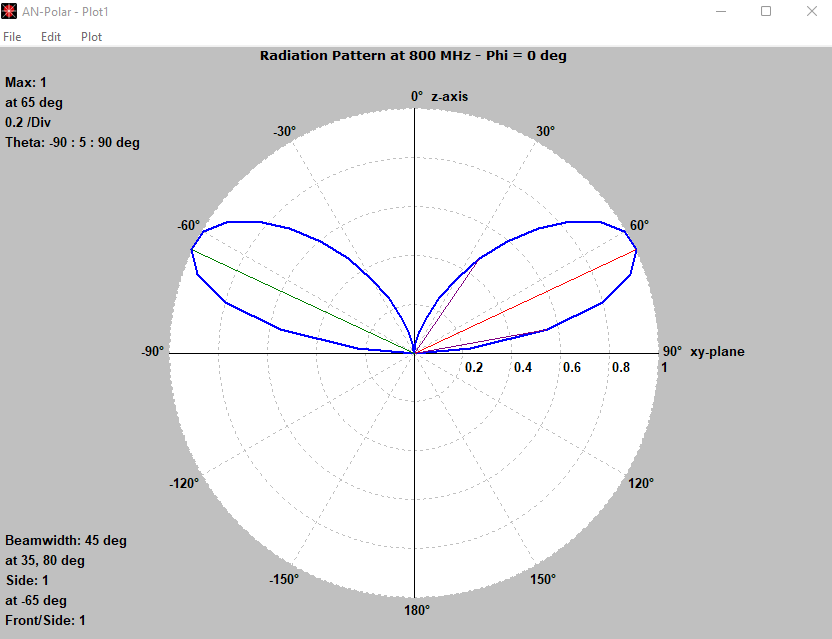 AN-Polar - Plot1
File Edit Plot
Radiation Pattern at 800 MHz - Phi = 0 deg
Max: 1
at 65 deg
0.2 /Div
Theta: -90 : 5 : 90 deg
0° z-axis
-30° 30°
-60° 60°
-90° 90° xy-plane
0.2 0.4 0.6 0.8 1
-120° 120°
-150° 150°
180°
Beamwidth: 45 deg
at 35, 80 deg
Side: 1
at -65 deg
Front/Side: 1